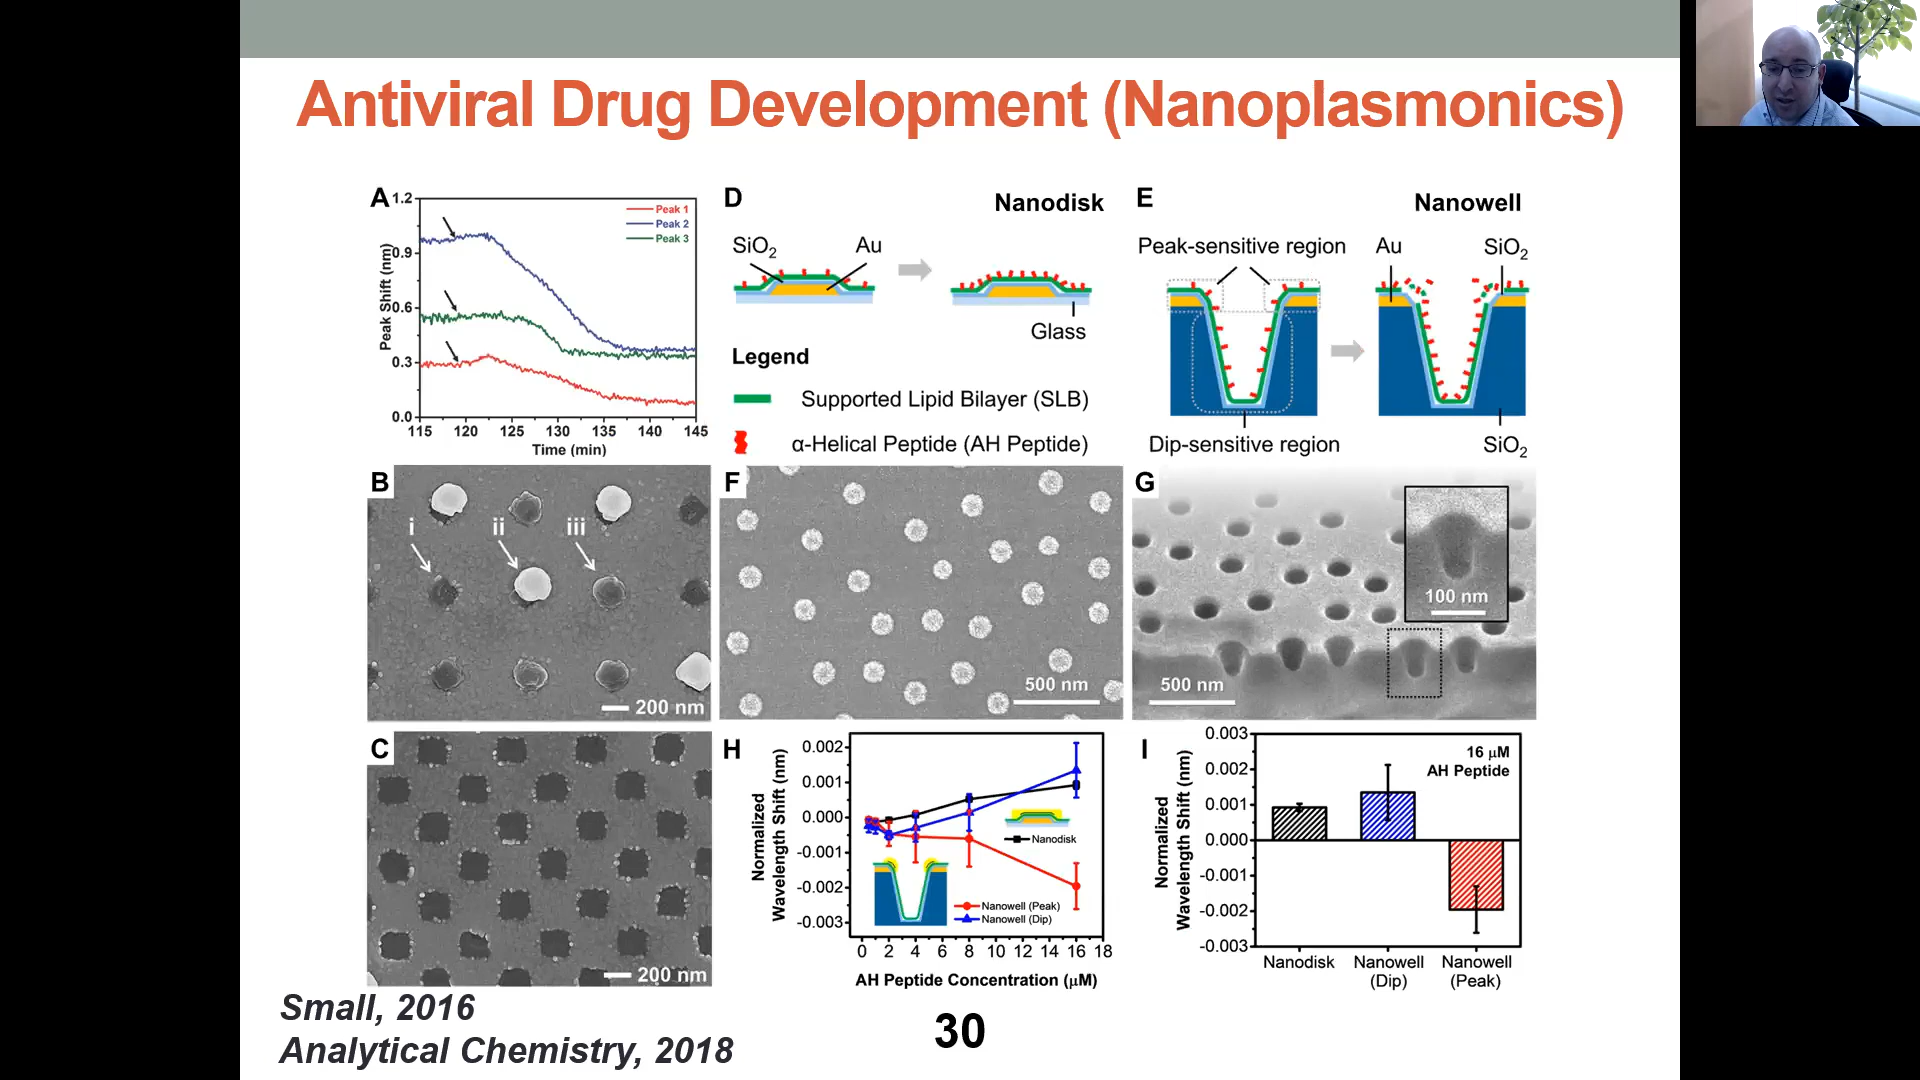 Antiviral Drug Development (Nanoplasmonics)
A
1.2
0.9
0.6
0.3
0.0
Peak Shift (nm)
Peak 1
Peak 2
Peak 3
115 120 125 130 135 140 145
Time (min)
D
Nanodisk
SiO2
Au
Glass
Legend
Supported Lipid Bilayer (SLB)
α-Helical Peptide (AH Peptide)
E
Nanowell
Peak-sensitive region
Au
SiO2
Dip-sensitive region
SiO2
B
i
ii
iii
200 nm
F
500 nm
G
100 nm
500 nm
C
200 nm
H
0.002
0.001
0.000
-0.001
-0.002
-0.003
Normalized
Wavelength Shift (nm)
Nanodisk
Nanowell (Peak)
Nanowell (Dip)
0 2 4 6 8 10 12 14 16 18
AH Peptide Concentration (μM)
I
0.003
0.002
0.001
0.000
-0.001
-0.002
-0.003
Normalized
Wavelength Shift (nm)
16 μM
AH Peptide
Nanodisk
Nanowell
(Dip)
Nanowell
(Peak)
Small, 2016
Analytical Chemistry, 2018
30